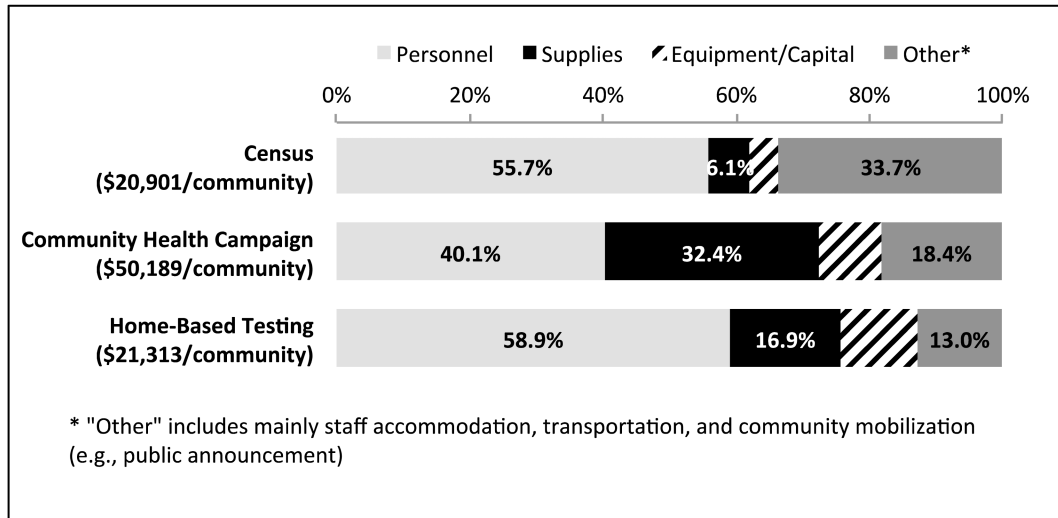 Personnel Supplies Equipment/Capital Other*
0% 20% 40% 60% 80% 100%
Census
($20,901/community)
55.7% 6.1% 33.7%
Community Health Campaign
($50,189/community)
40.1% 32.4% 18.4%
Home-Based Testing
($21,313/community)
58.9% 16.9% 13.0%
* "Other" includes mainly staff accommodation, transportation, and community mobilization
(e.g., public announcement)